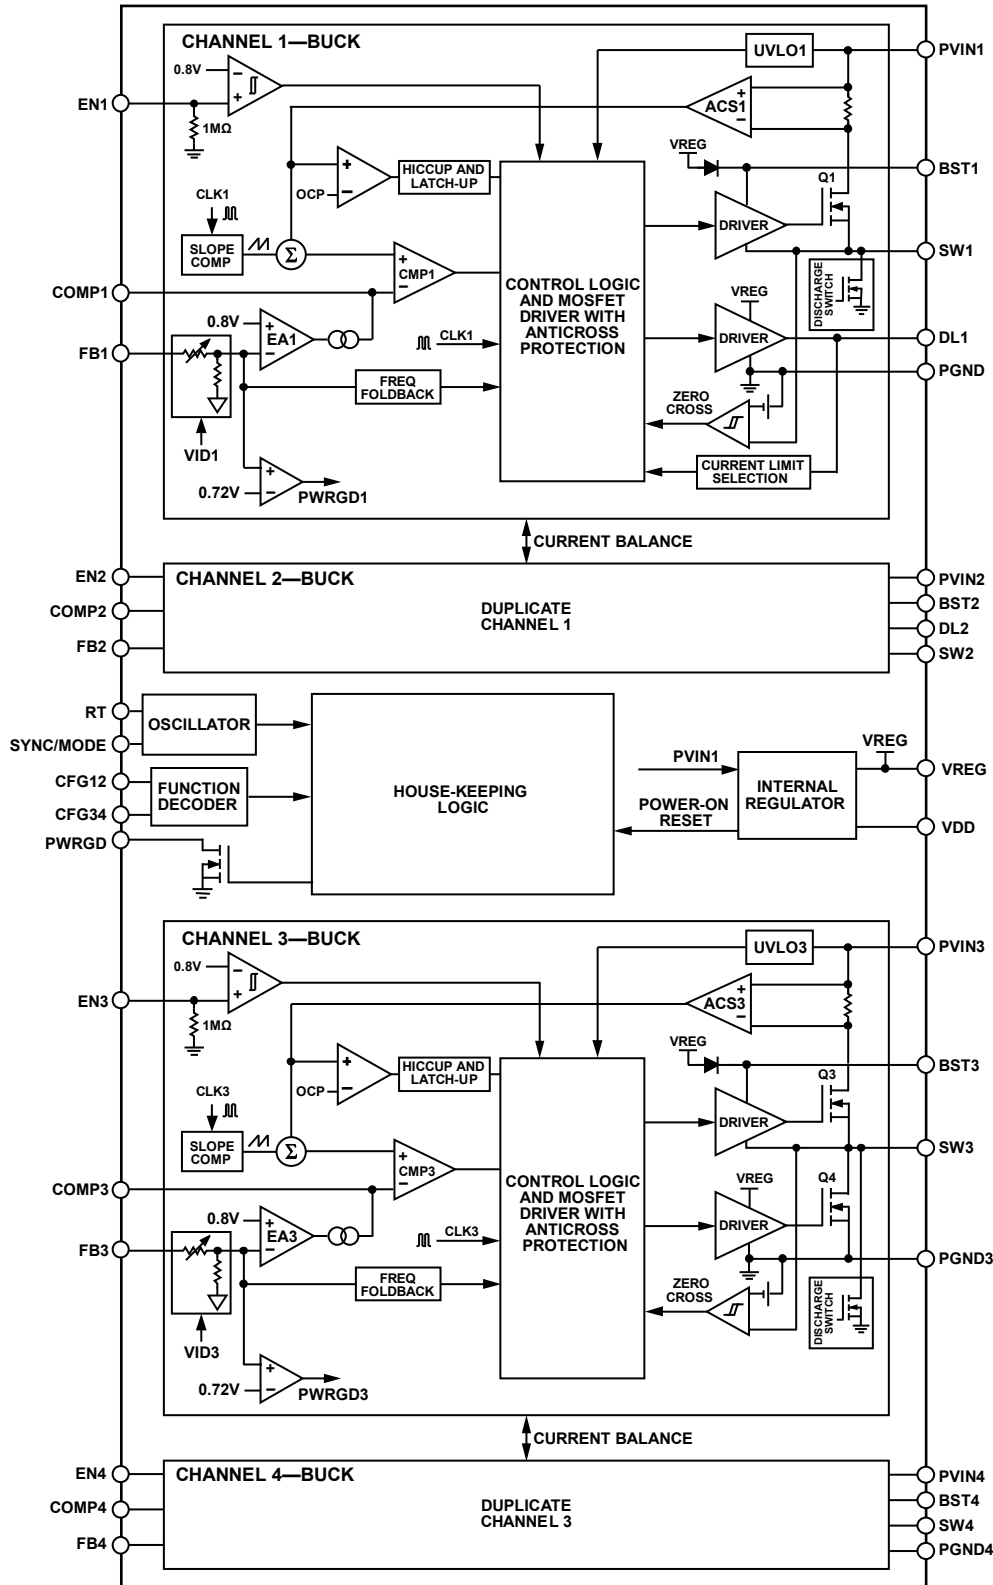 CHANNEL 1—BUCK
UVLO1
PVIN1
0.8V
−
+
EN1
1MΩ
+
ACS1
−
VREG
BST1
+
OCP
−
HICCUP AND
LATCH-UP
Q1
CLK1
DRIVER
SLOPE
COMP
Σ
+
CMP1
−
SW1
CONTROL LOGIC
AND MOSFET
DRIVER WITH
ANTICROSS
PROTECTION
DISCHARGE
SWITCH
COMP1
VREG
0.8V
+
EA1
−
CLK1
DRIVER
DL1
FB1
PGND
FREQ
FOLDBACK
ZERO
CROSS
VID1
+
0.72V
−
PWRGD1
CURRENT LIMIT
SELECTION
CURRENT BALANCE
EN2
CHANNEL 2—BUCK
PVIN2
COMP2
DUPLICATE
CHANNEL 1
BST2
DL2
FB2
SW2
RT
OSCILLATOR
SYNC/MODE
CFG12
FUNCTION
DECODER
CFG34
PWRGD
HOUSE-KEEPING
LOGIC
PVIN1
POWER-ON
RESET
INTERNAL
REGULATOR
VREG
VREG
VDD
CHANNEL 3—BUCK
UVLO3
PVIN3
0.8V
−
+
EN3
1MΩ
+
ACS3
−
VREG
BST3
+
OCP
−
HICCUP AND
LATCH-UP
Q3
CLK3
DRIVER
SLOPE
COMP
Σ
+
CMP3
−
SW3
CONTROL LOGIC
AND MOSFET
DRIVER WITH
ANTICROSS
PROTECTION
COMP3
VREG
Q4
0.8V
+
EA3
−
CLK3
DRIVER
FB3
PGND3
FREQ
FOLDBACK
ZERO
CROSS
DISCHARGE
SWITCH
VID3
+
0.72V
−
PWRGD3
CURRENT BALANCE
EN4
CHANNEL 4—BUCK
PVIN4
COMP4
DUPLICATE
CHANNEL 3
BST4
SW4
FB4
PGND4